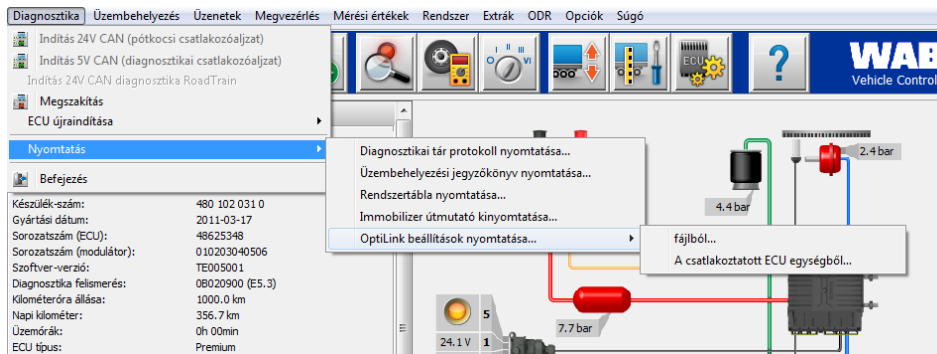 Diagnosztika Üzembehelyezés Üzenetek Megvezérlés Mérési értékek Rendszer Extrák ODR Opciók Súgó
Indítás 24V CAN (pótkocsi csatlakozóaljzat)
Indítás 5V CAN (diagnosztikai csatlakozóaljzat)
Indítás 24V CAN diagnosztika RoadTrain
Megszakítás
ECU újraindítása
Nyomtatás
Befejezés
I II III VI
ECU
?
WAB
Vehicle Control
Diagnosztikai tár protokoll nyomtatása...
Üzembehelyezési jegyzőkönyv nyomtatása...
Rendszertábla nyomtatása...
Immobilizer útmutató kinyomtatása...
OptiLink beállítások nyomtatása...
fájlból...
A csatlakoztatott ECU egységből...
2.4 bar
4.4 bar
Készülék-szám: 480 102 031 0
Gyártási dátum: 2011-03-17
Sorozatszám (ECU): 48625348
Sorozatszám (modulátor): 010203040506
Szoftver-verzió: TE005001
Diagnosztika felismerés: 0B020900 (E5.3)
Kilométeróra állása: 1000.0 km
Napi kilométer: 356.7 km
Üzemórák: 0h 00min
ECU típus: Premium
5
7.7 bar
24.1 V 1